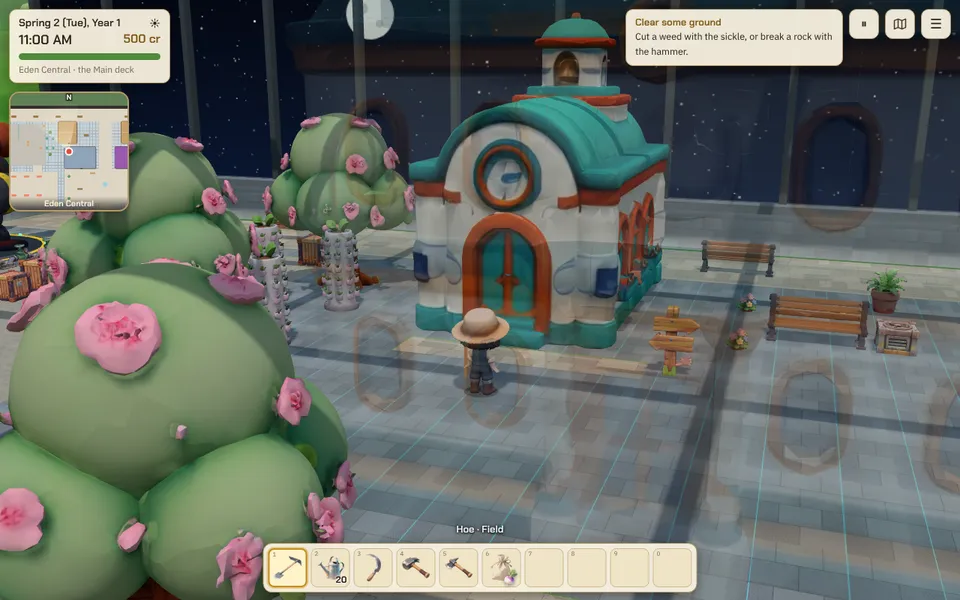 Spring 2 (Tue), Year 1
11:00 AM
500 cr
Eden Central · the Main deck
N
Eden Central
Clear some ground
Cut a weed with the sickle, or break a rock with
the hammer.
Hoe · Field
1
2
20
3
4
5
6
7
8
9
0